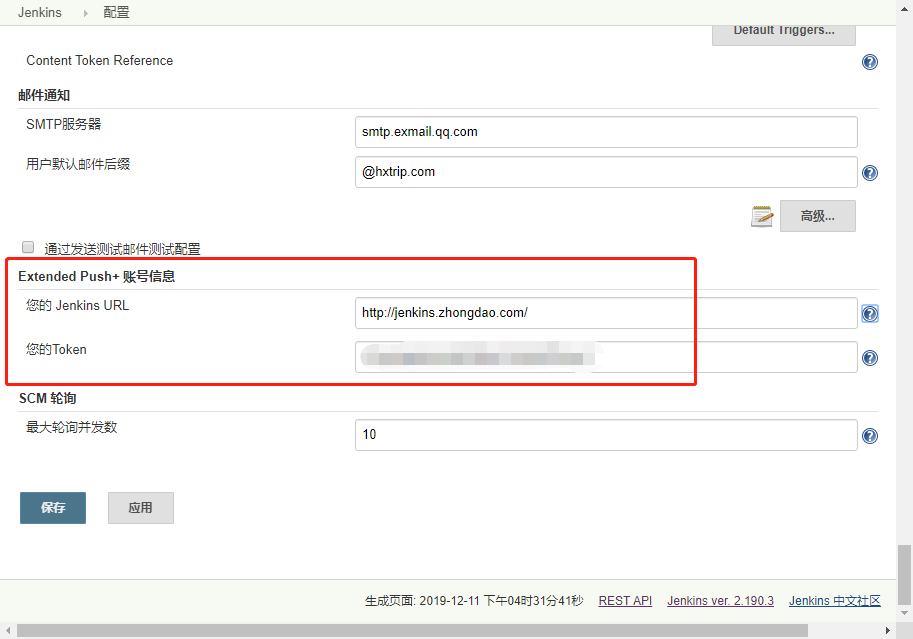 Jenkins 配置
Default Triggers...
Content Token Reference
邮件通知
SMTP服务器
smtp.exmail.qq.com
用户默认邮件后缀
@hxtrip.com
高级...
通过发送测试邮件测试配置
Extended Push+ 账号信息
您的 Jenkins URL
http://jenkins.zhongdao.com/
您的Token
SCM 轮询
最大轮询并发数
10
保存 应用
生成页面: 2019-12-11 下午04时31分41秒 REST API Jenkins ver. 2.190.3 Jenkins 中文社区